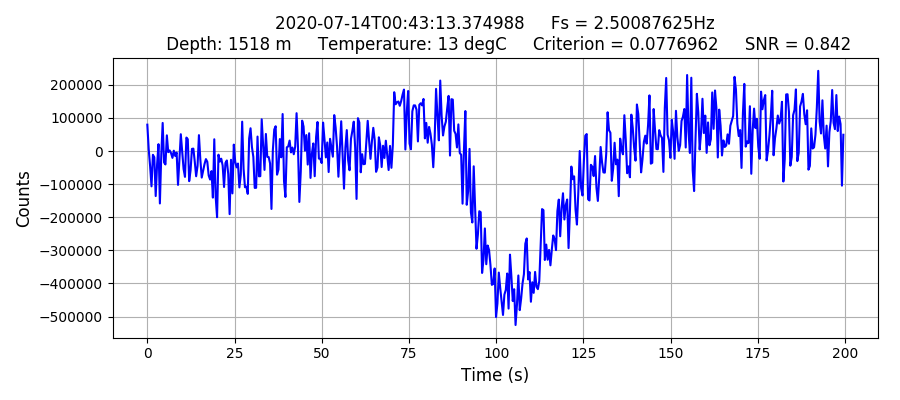 2020-07-14T00:43:13.374988 Fs = 2.50087625Hz
Depth: 1518 m Temperature: 13 degC Criterion = 0.0776962 SNR = 0.842
200000
100000
0
−100000
−200000
−300000
−400000
−500000
Counts
0 25 50 75 100 125 150 175 200
Time (s)